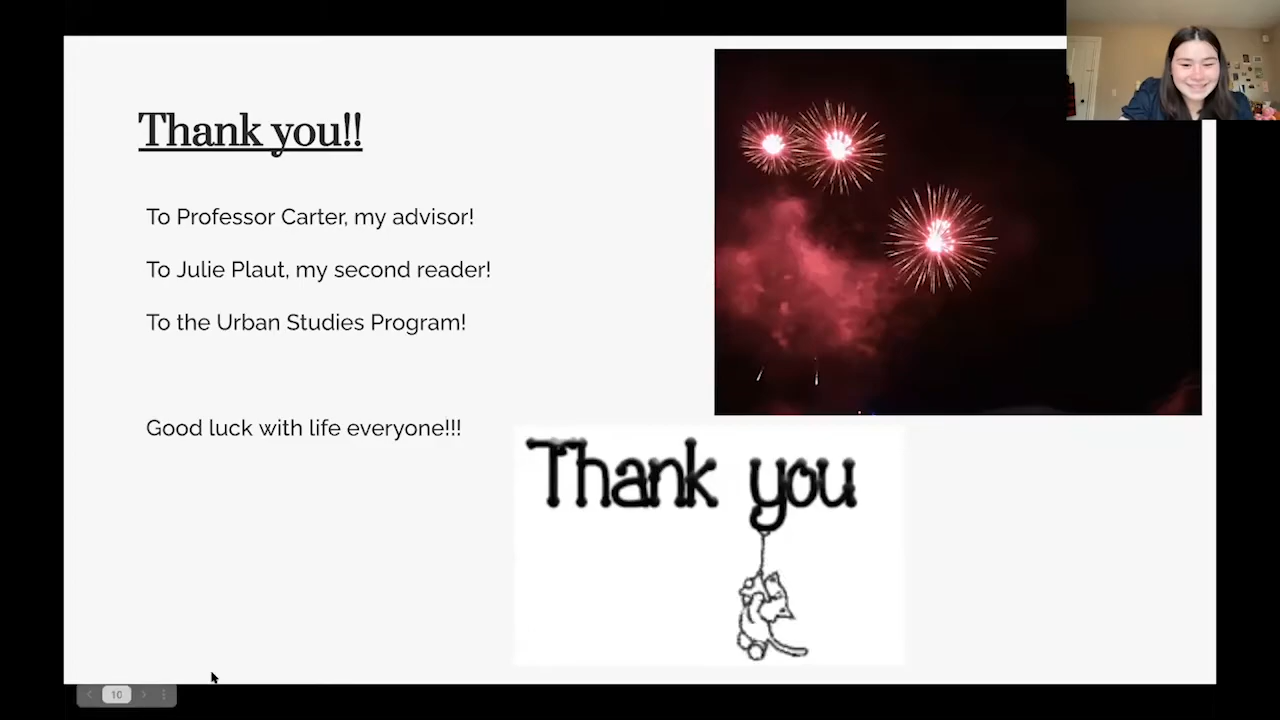 Thank you!!
To Professor Carter, my advisor!
To Julie Plaut, my second reader!
To the Urban Studies Program!
Good luck with life everyone!!!
Thank you
10